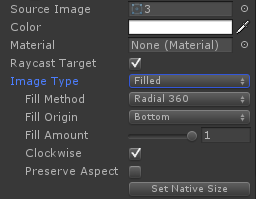 Source Image 3
Color
Material None (Material)
Raycast Target
Image Type Filled
Fill Method Radial 360
Fill Origin Bottom
Fill Amount 1
Clockwise
Preserve Aspect
Set Native Size